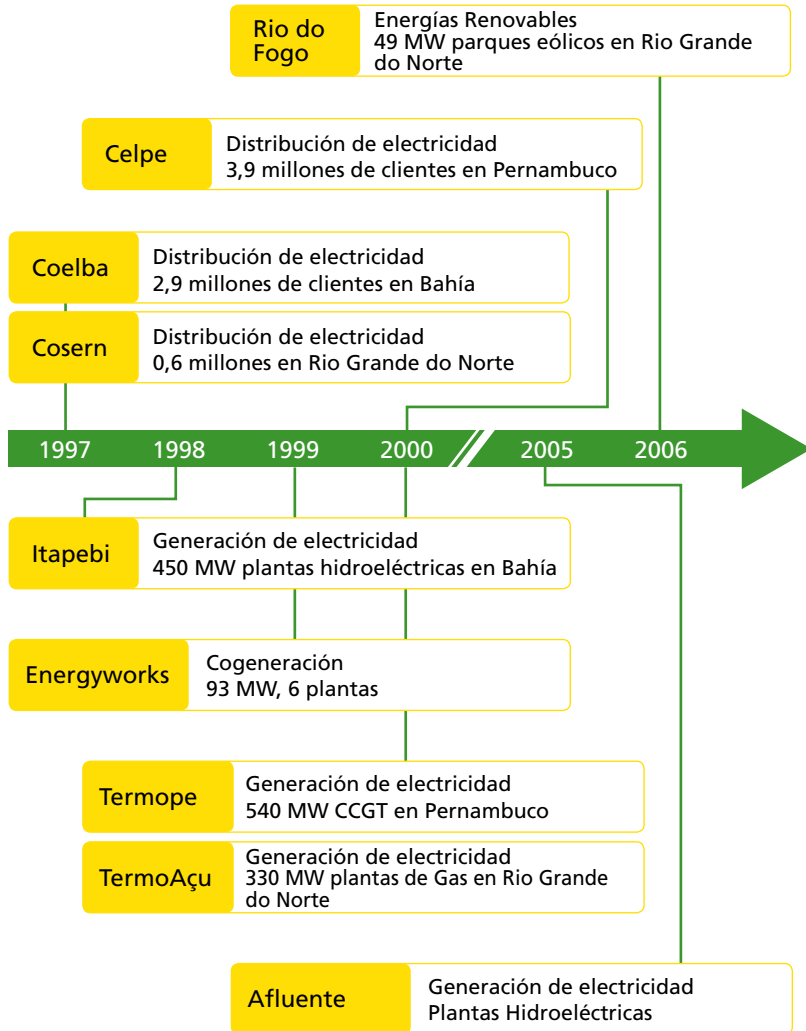 Rio do
Fogo
Energías Renovables
49 MW parques eólicos en Rio Grande
do Norte
Celpe
Distribución de electricidad
3,9 millones de clientes en Pernambuco
Coelba
Distribución de electricidad
2,9 millones de clientes en Bahía
Cosern
Distribución de electricidad
0,6 millones en Rio Grande do Norte
1997 1998 1999 2000 2005 2006
Itapebi
Generación de electricidad
450 MW plantas hidroeléctricas en Bahía
Energyworks
Cogeneración
93 MW, 6 plantas
Termope
Generación de electricidad
540 MW CCGT en Pernambuco
TermoAçu
Generación de electricidad
330 MW plantas de Gas en Rio Grande
do Norte
Afluente
Generación de electricidad
Plantas Hidroeléctricas